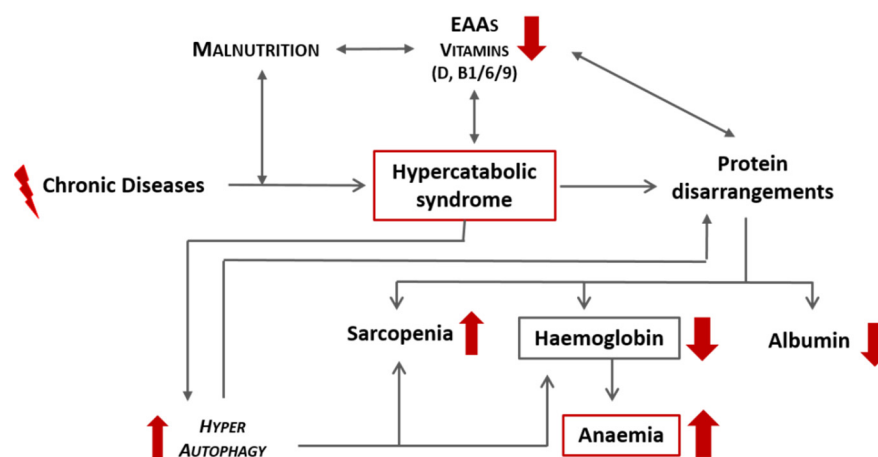 EAAs
MALNUTRITION
VITAMINS
(D, B1/6/9)
Chronic Diseases
Hypercatabolic
syndrome
Protein
disarrangements
Sarcopenia
Haemoglobin
Albumin
HYPER
AUTOPHAGY
Anaemia